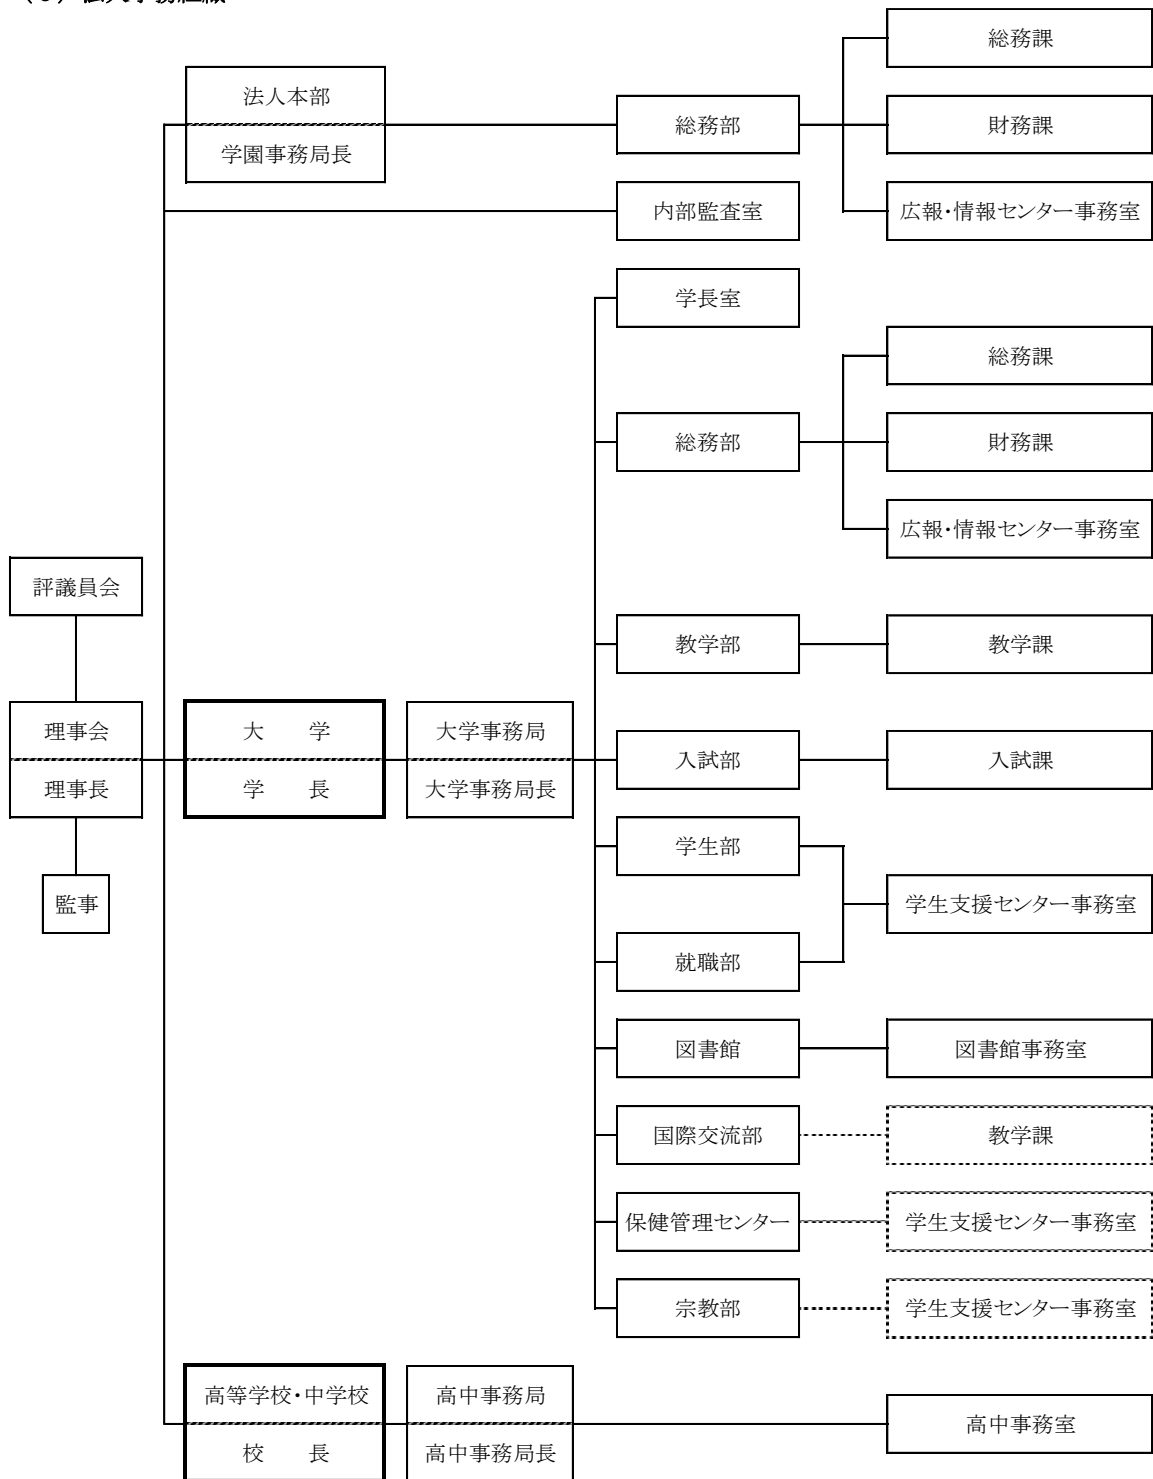 総務課
法人本部
学園事務局長
総務部
財務課
内部監査室
広報・情報センター事務室
学長室
総務課
総務部
財務課
広報・情報センター事務室
評議員会
教学部
教学課
理事会
理事長
大 学
学 長
大学事務局
大学事務局長
入試部
入試課
学生部
監事
学生支援センター事務室
就職部
図書館
図書館事務室
国際交流部
教学課
保健管理センター
学生支援センター事務室
宗教部
学生支援センター事務室
高等学校・中学校
校 長
高中事務局
高中事務局長
高中事務室